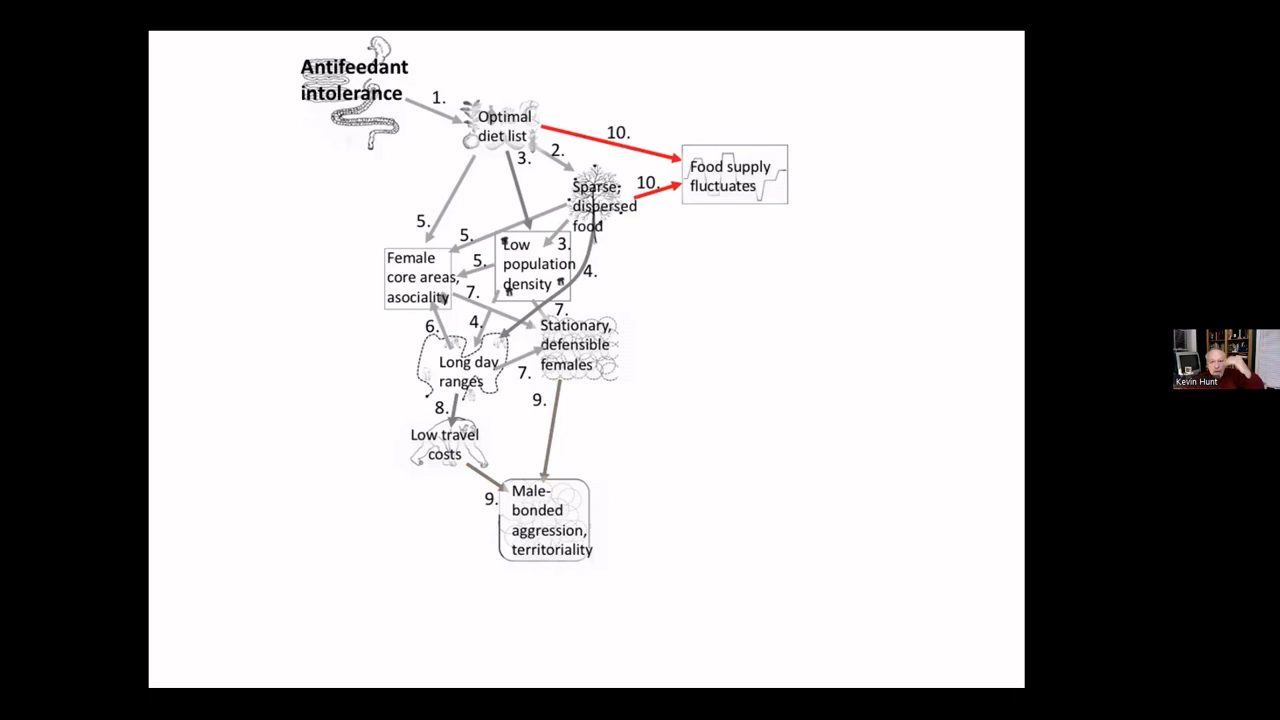 Antifeedant
intolerance
1.
Optimal
diet list
10.
2.
3.
Food supply
fluctuates
10.
Sparse,
dispersed
food
5.
5.
3.
Low
population
density
5.
4.
Female
core areas,
asociality
7.
7.
6.
4.
Stationary,
defensible
females
Long day
ranges
7.
8.
9.
Low travel
costs
9.
Male-
bonded
aggression,
territoriality
Kevin Hunt